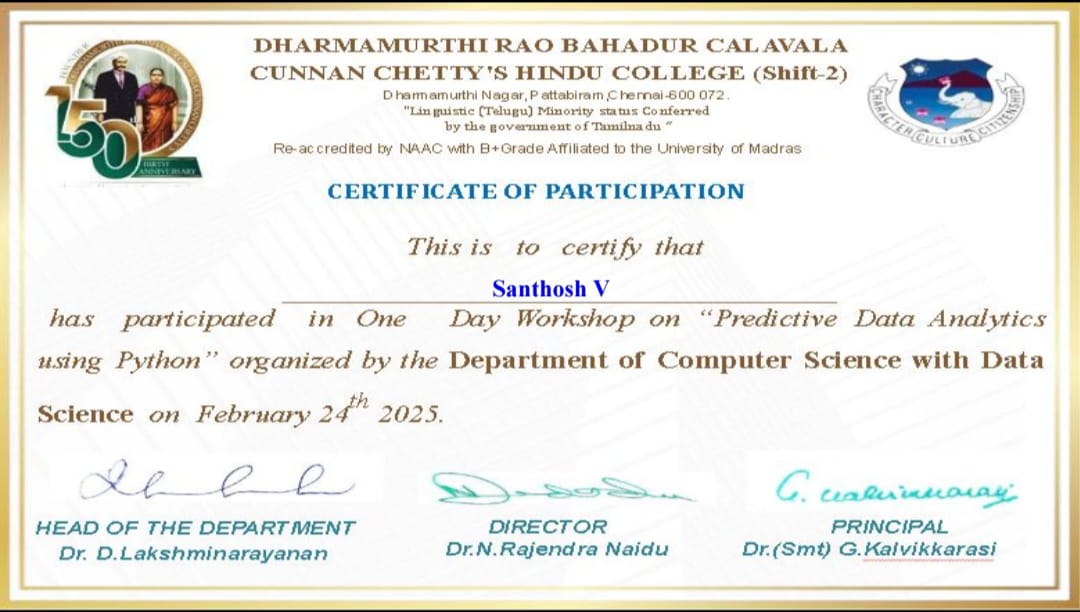 DHARMAMURTHI RAO BAHADUR CALAVALA
CUNNAN CHETTY'S HINDU COLLEGE (Shift-2)
Dharmamurthi Nagar,Pattabiram,Chennai-600 072.
"Linguistic (Telugu) Minority status Conferred
by the government of Tamilnadu "
Re-accredited by NAAC with B+Grade Affiliated to the University of Madras
150
BIRTH
ANNIVERSARY
CHARACTER CULTURE CITIZENSHIP
CERTIFICATE OF PARTICIPATION
This is to certify that
Santhosh V
has participated in One Day Workshop on “Predictive Data Analytics
using Python” organized by the Department of Computer Science with Data
Science on February 24th 2025.
HEAD OF THE DEPARTMENT
Dr. D.Lakshminarayanan
DIRECTOR
Dr.N.Rajendra Naidu
PRINCIPAL
Dr.(Smt) G.Kalvikkarasi